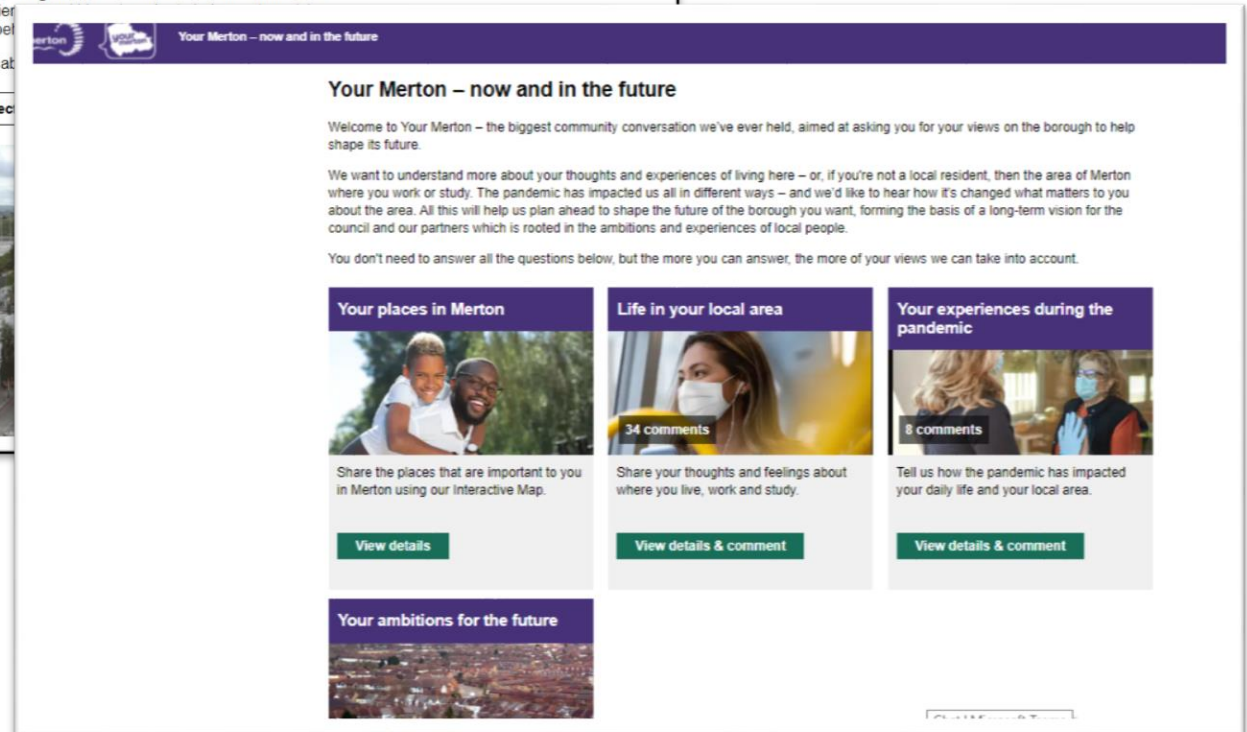 Your Merton – now and in the future
Your Merton – now and in the future
Welcome to Your Merton – the biggest community conversation we've ever held, aimed at asking you for your views on the borough to help
shape its future.
We want to understand more about your thoughts and experiences of living here – or, if you're not a local resident, then the area of Merton
where you work or study. The pandemic has impacted us all in different ways – and we'd like to hear how it's changed what matters to you
about the area. All this will help us plan ahead to shape the future of the borough you want, forming the basis of a long-term vision for the
council and our partners which is rooted in the ambitions and experiences of local people.
You don't need to answer all the questions below, but the more you can answer, the more of your views we can take into account.
Your places in Merton
Share the places that are important to you
in Merton using our Interactive Map.
View details
Life in your local area
34 comments
Share your thoughts and feelings about
where you live, work and study.
View details & comment
Your experiences during the
pandemic
8 comments
Tell us how the pandemic has impacted
your daily life and your local area.
View details & comment
Your ambitions for the future